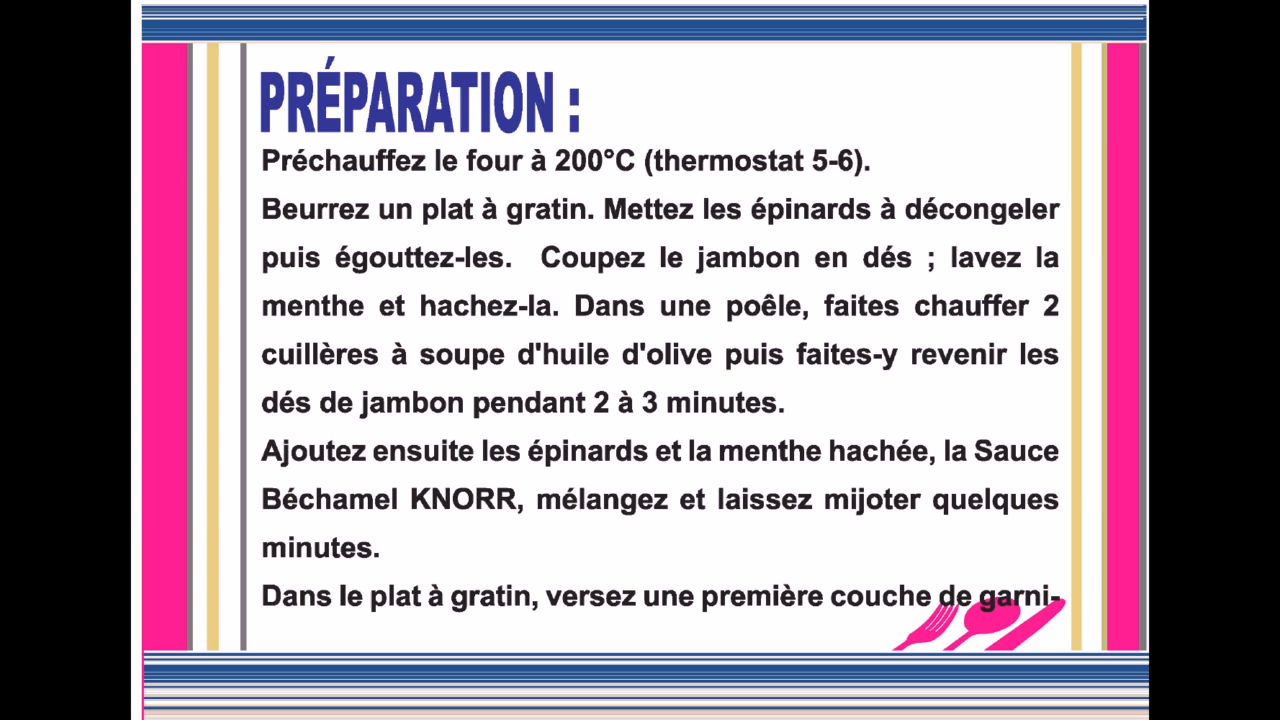 PRÉPARATION :
Préchauffez le four à 200°C (thermostat 5-6).
Beurrez un plat à gratin. Mettez les épinards à décongeler
puis égouttez-les. Coupez le jambon en dés ; lavez la
menthe et hachez-la. Dans une poêle, faites chauffer 2
cuillères à soupe d'huile d'olive puis faites-y revenir les
dés de jambon pendant 2 à 3 minutes.
Ajoutez ensuite les épinards et la menthe hachée, la Sauce
Béchamel KNORR, mélangez et laissez mijoter quelques
minutes.
Dans le plat à gratin, versez une première couche de garni-